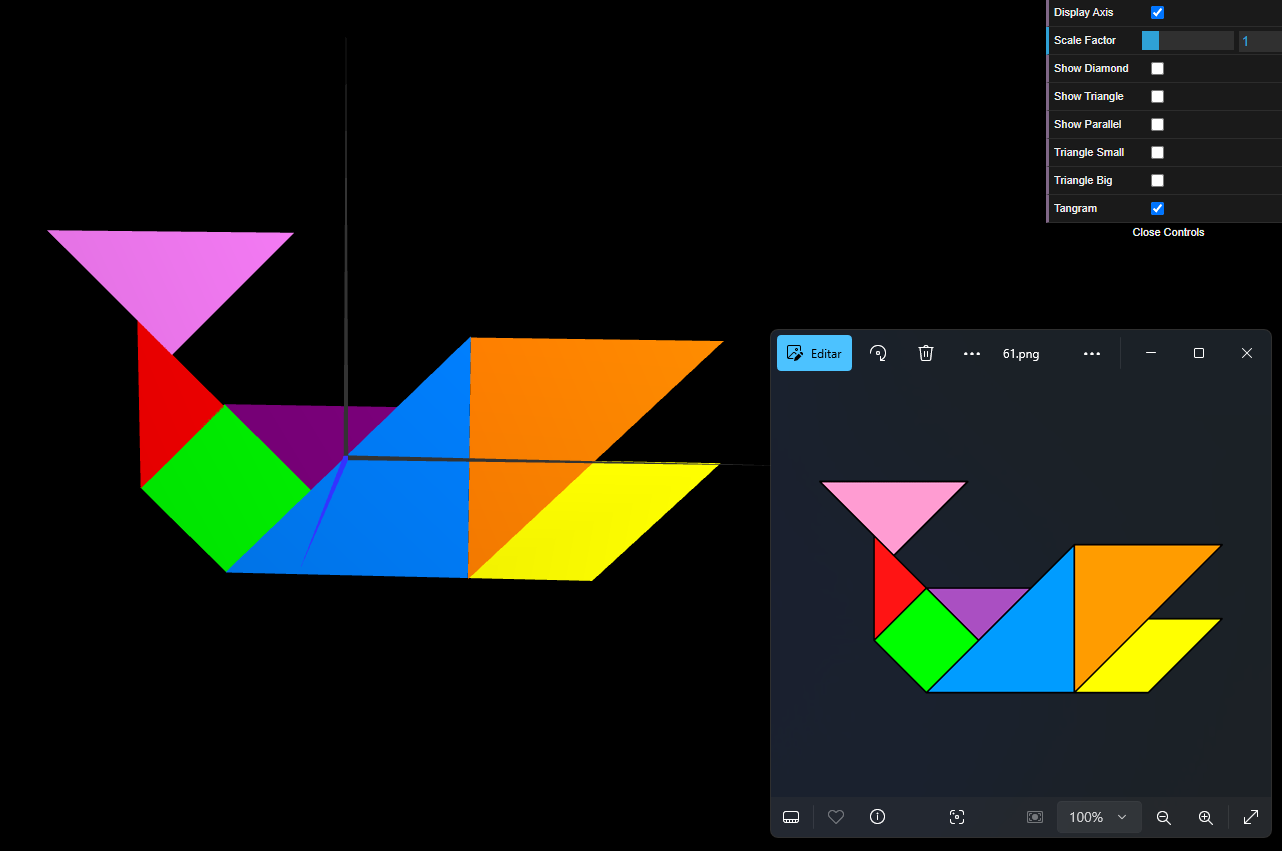 Display Axis
Scale Factor 1
Show Diamond
Show Triangle
Show Parallel
Triangle Small
Triangle Big
Tangram
Close Controls
Editar 61.png
100%